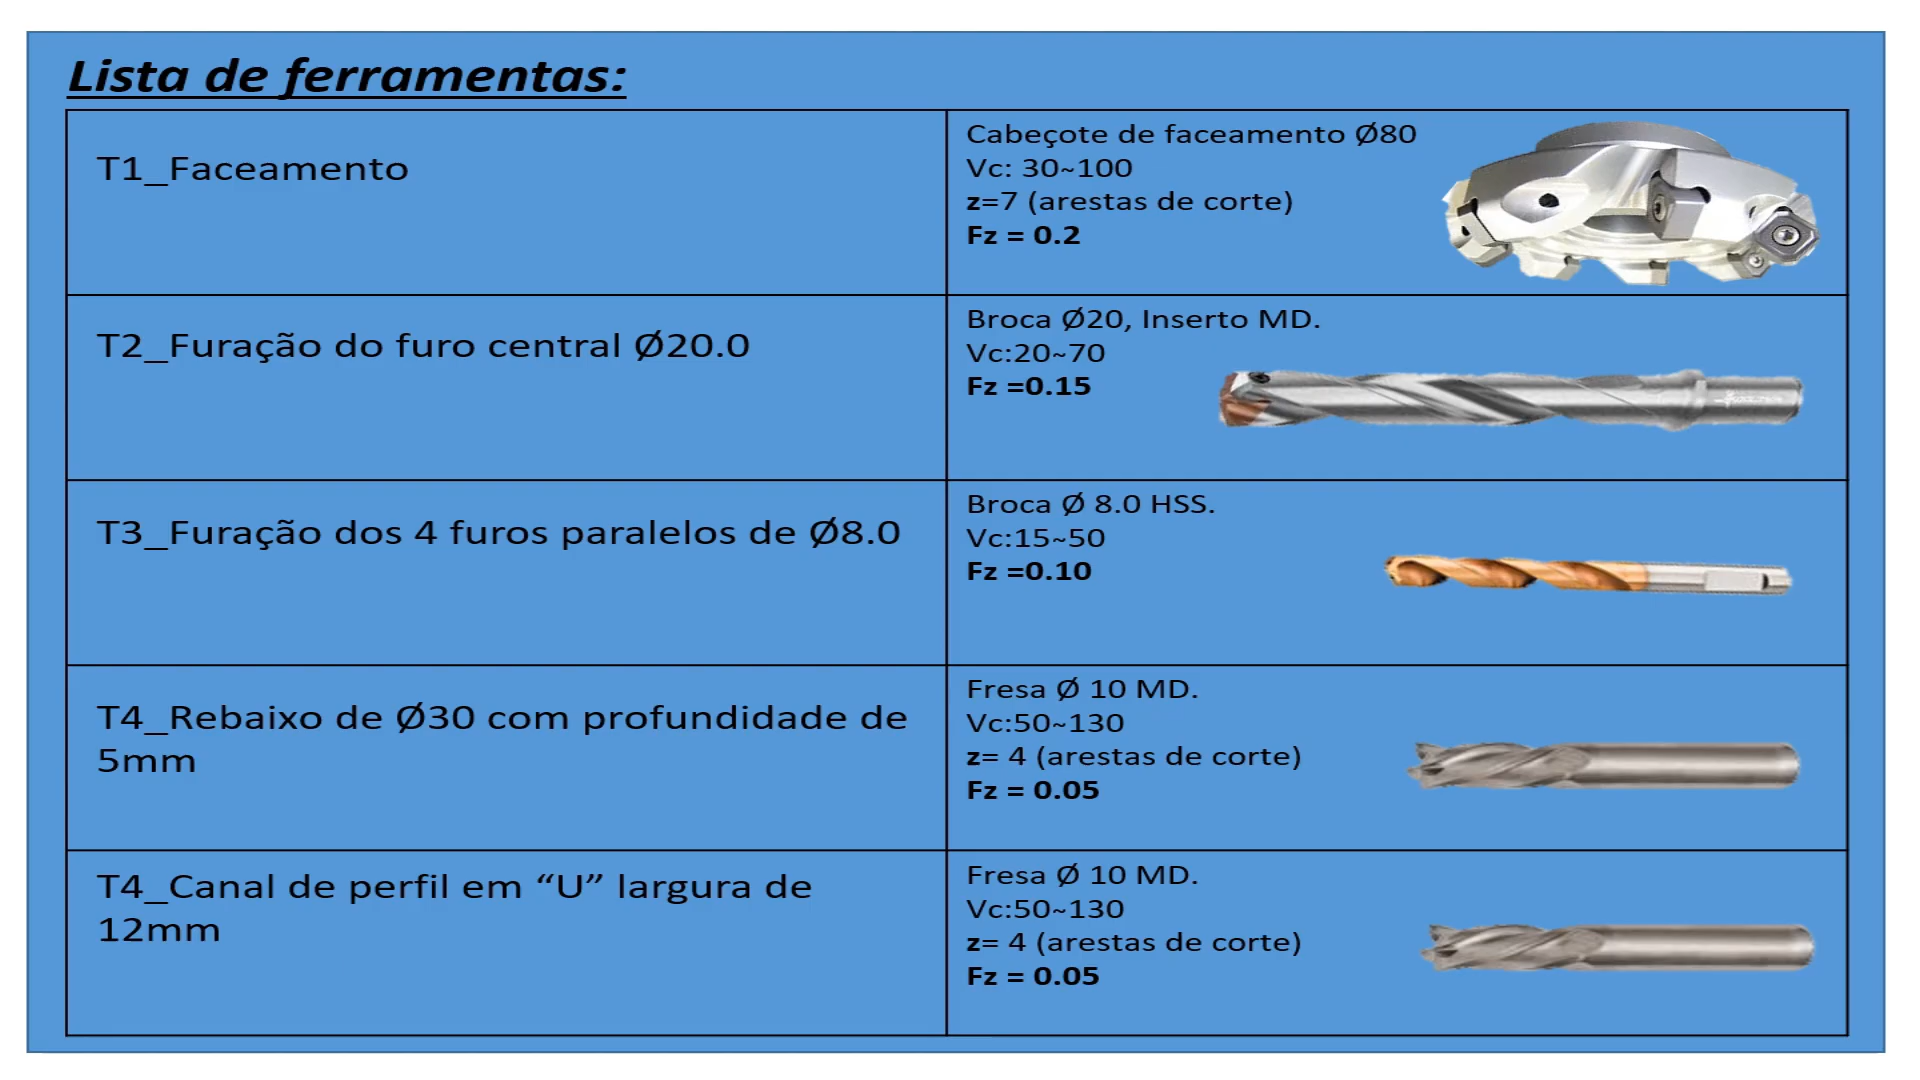 Lista de ferramentas:
T1_Faceamento
Cabeçote de faceamento Ø80
Vc: 30~100
z=7 (arestas de corte)
Fz = 0.2
T2_Furação do furo central Ø20.0
Broca Ø20, Inserto MD.
Vc:20~70
Fz =0.15
T3_Furação dos 4 furos paralelos de Ø8.0
Broca Ø 8.0 HSS.
Vc:15~50
Fz =0.10
T4_Rebaixo de Ø30 com profundidade de
5mm
Fresa Ø 10 MD.
Vc:50~130
z= 4 (arestas de corte)
Fz = 0.05
T4_Canal de perfil em “U” largura de
12mm
Fresa Ø 10 MD.
Vc:50~130
z= 4 (arestas de corte)
Fz = 0.05